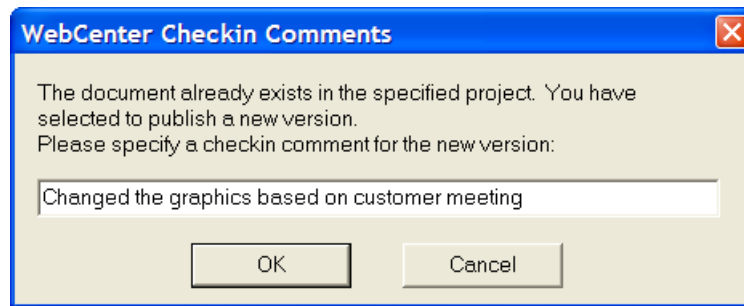 WebCenter Checkin Comments
The document already exists in the specified project. You have
selected to publish a new version.
Please specify a checkin comment for the new version:
Changed the graphics based on customer meeting
OK
Cancel